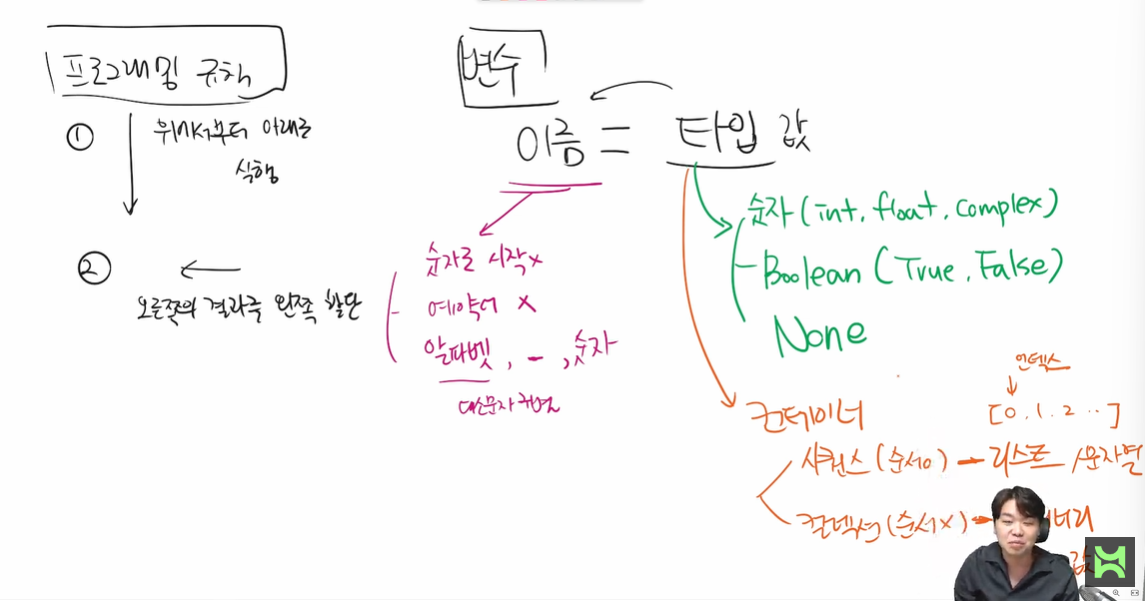 프로그래밍 규칙
① 위에서부터 아래로
실행
② ←
오른쪽의 결과를 왼쪽 할당
변수
이름 = 타입 값
숫자로 시작 x
예약어 x
알파벳, _, 숫자
대소문자 구분
숫자 (int, float, complex)
Boolean (True, False)
None
컨테이너
인덱스
[0, 1, 2 ..]
시퀀스 (순서o) - 리스트 / 문자열
컬렉션 (순서x)
값